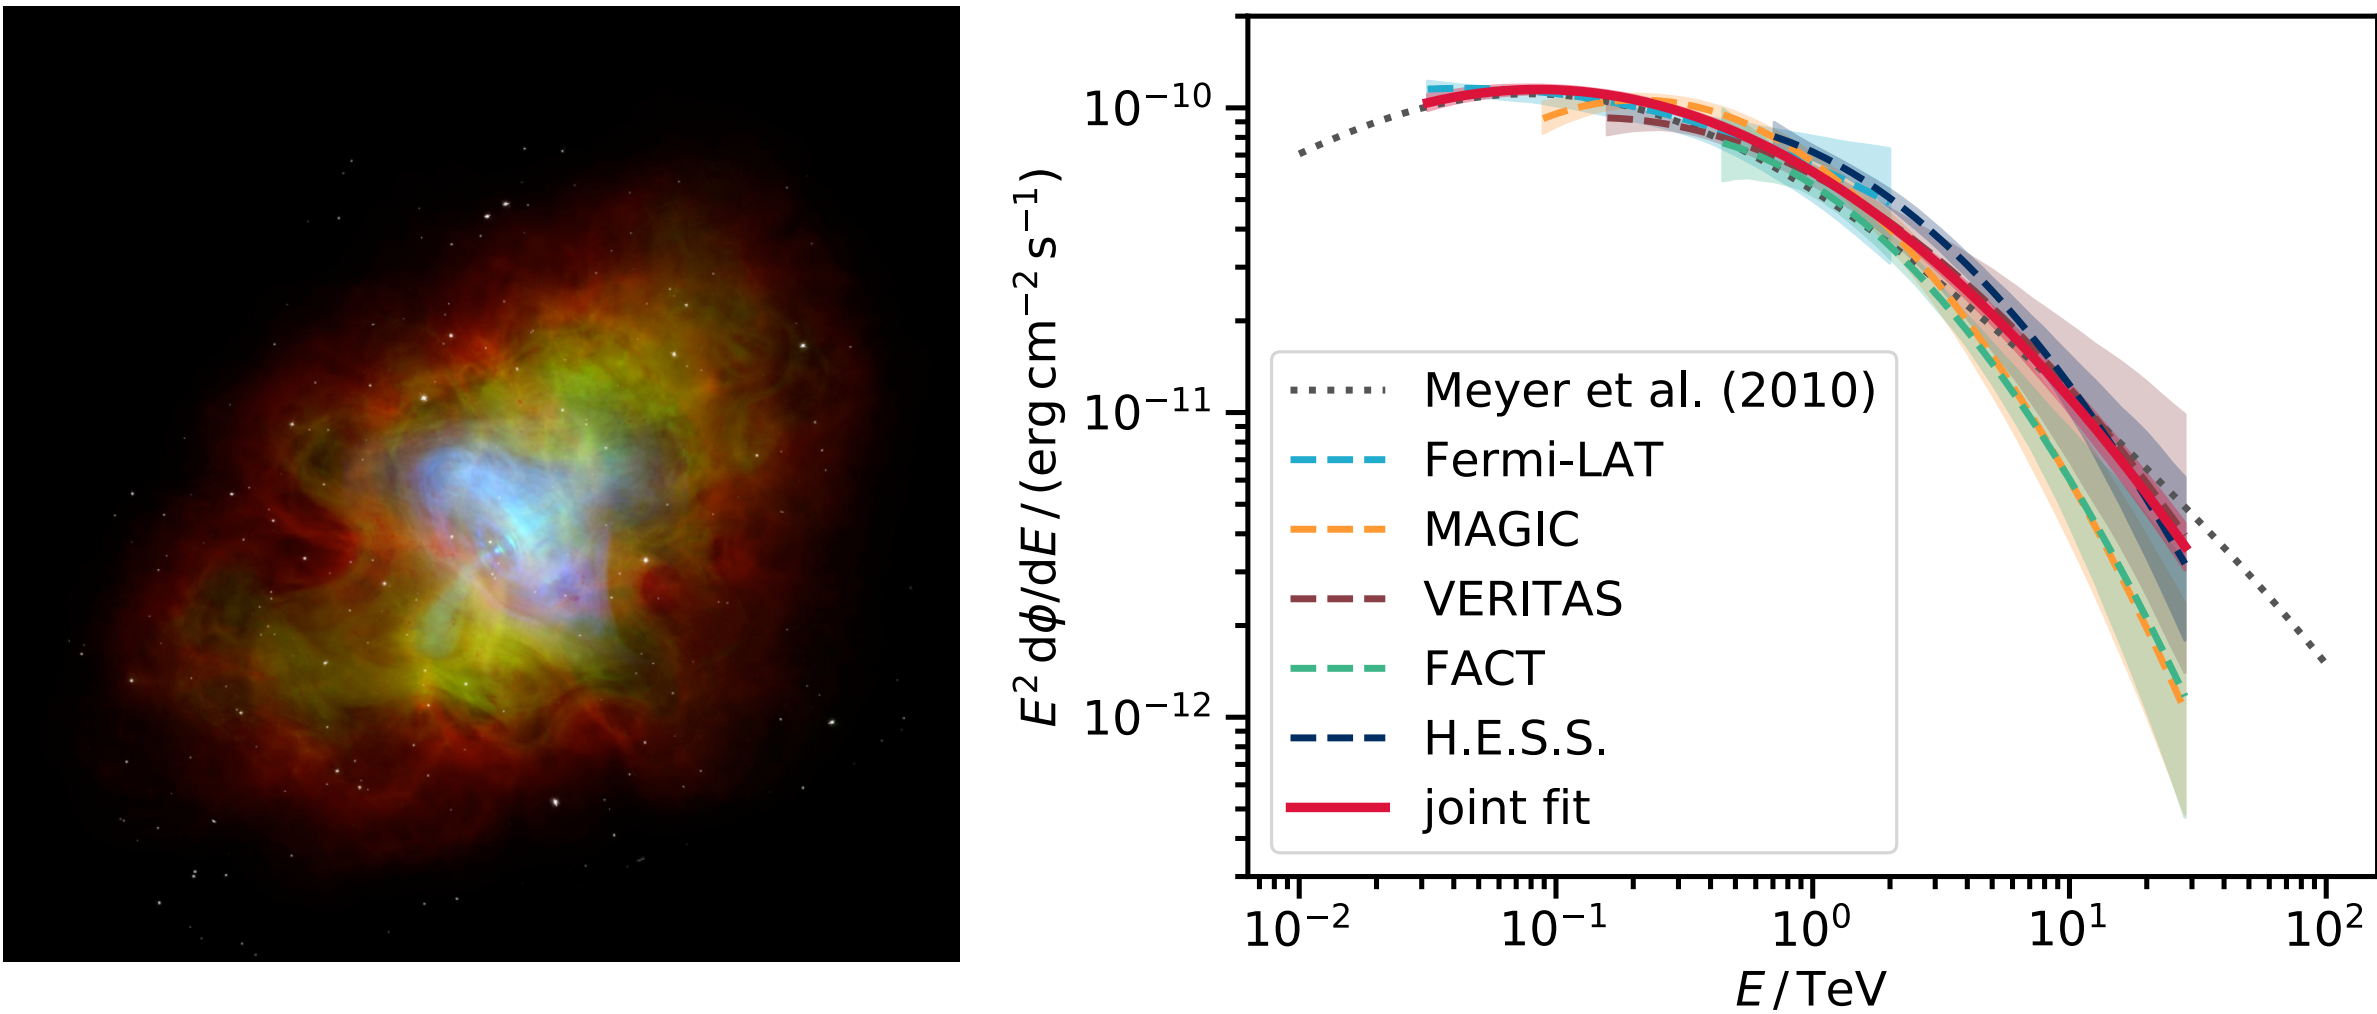 10⁻¹⁰
10⁻¹¹
10⁻¹²
E² dϕ/dE / (erg cm⁻² s⁻¹)
Meyer et al. (2010)
Fermi-LAT
MAGIC
VERITAS
FACT
H.E.S.S.
joint fit
10⁻² 10⁻¹ 10⁰ 10¹ 10²
E / TeV